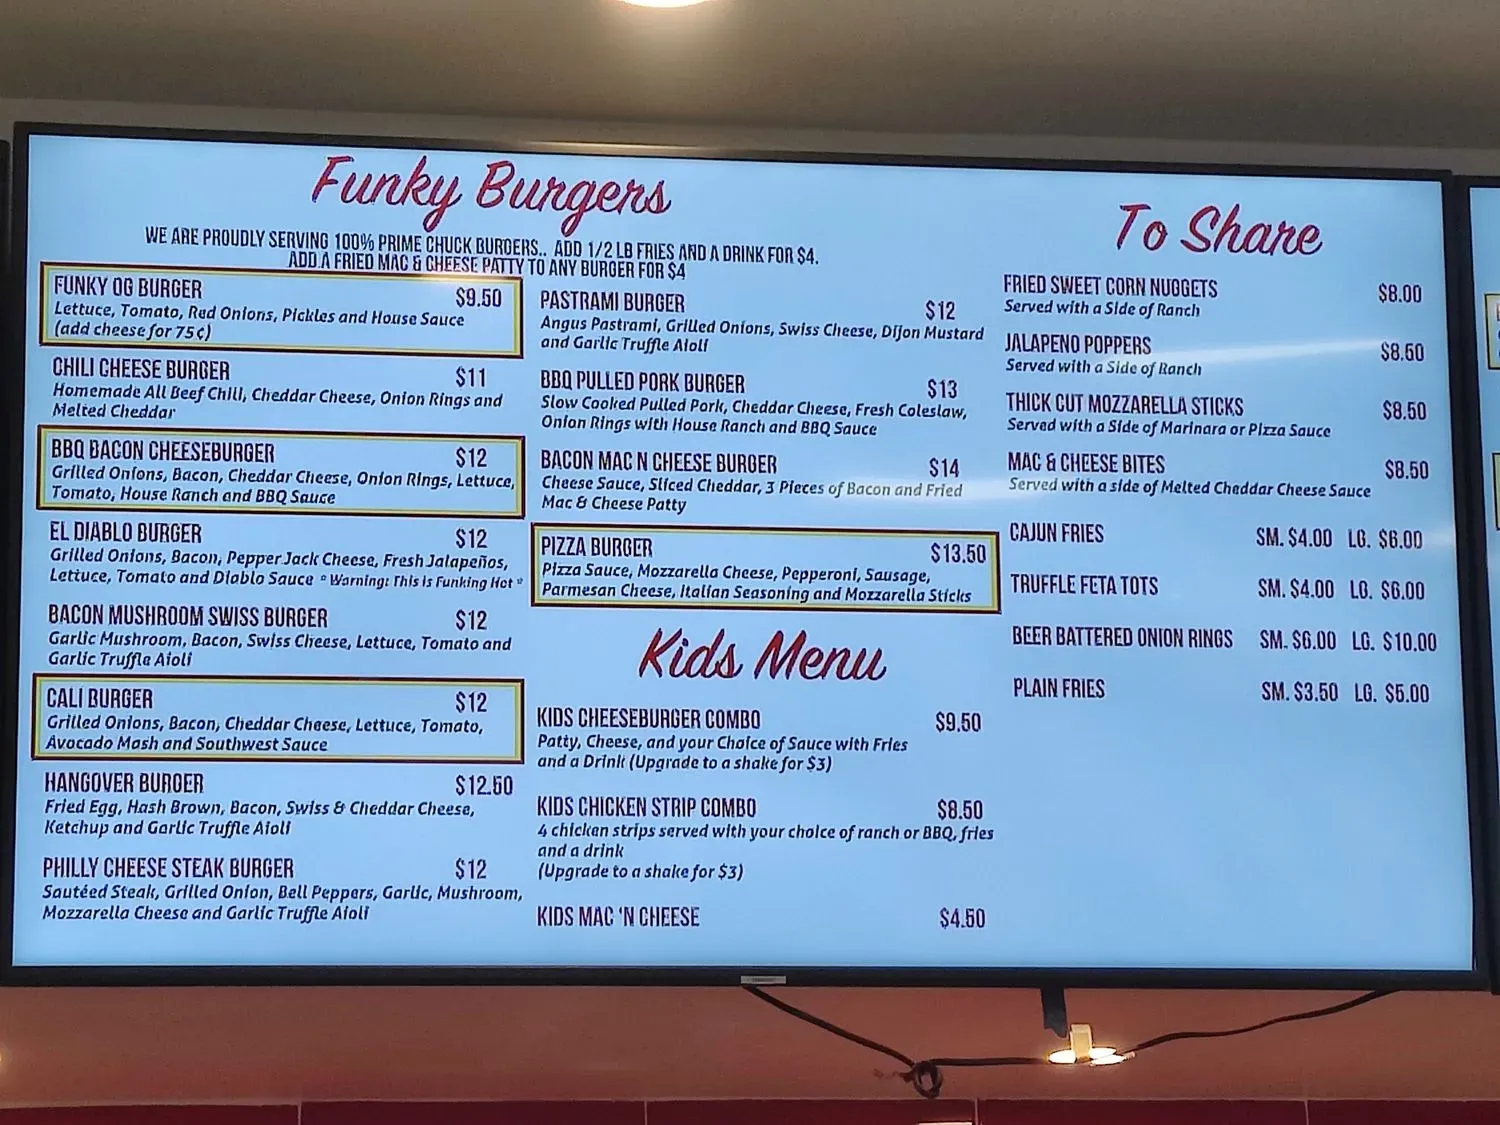 Funky Burgers
WE ARE PROUDLY SERVING 100% PRIME CHUCK BURGERS.. ADD 1/2 LB FRIES AND A DRINK FOR $4.
ADD A FRIED MAC & CHEESE PATTY TO ANY BURGER FOR $4
FUNKY OG BURGER $9.50
Lettuce, Tomato, Red Onions, Pickles and House Sauce
(add cheese for 75¢)
CHILI CHEESE BURGER $11
Homemade All Beef Chili, Cheddar Cheese, Onion Rings and
Melted Cheddar
BBQ BACON CHEESEBURGER $12
Grilled Onions, Bacon, Cheddar Cheese, Onion Rings, Lettuce,
Tomato, House Ranch and BBQ Sauce
EL DIABLO BURGER $12
Grilled Onions, Bacon, Pepper Jack Cheese, Fresh Jalapeños,
Lettuce, Tomato and Diablo Sauce * Warning: This is Funking Hot *
BACON MUSHROOM SWISS BURGER $12
Garlic Mushroom, Bacon, Swiss Cheese, Lettuce, Tomato and
Garlic Truffle Aioli
CALI BURGER $12
Grilled Onions, Bacon, Cheddar Cheese, Lettuce, Tomato,
Avocado Mash and Southwest Sauce
HANGOVER BURGER $12.50
Fried Egg, Hash Brown, Bacon, Swiss & Cheddar Cheese,
Ketchup and Garlic Truffle Aioli
PHILLY CHEESE STEAK BURGER $12
Sautéed Steak, Grilled Onion, Bell Peppers, Garlic, Mushroom,
Mozzarella Cheese and Garlic Truffle Aioli
PASTRAMI BURGER $12
Angus Pastrami, Grilled Onions, Swiss Cheese, Dijon Mustard
and Garlic Truffle Aioli
BBQ PULLED PORK BURGER $13
Slow Cooked Pulled Pork, Cheddar Cheese, Fresh Coleslaw,
Onion Rings with House Ranch and BBQ Sauce
BACON MAC N CHEESE BURGER $14
Cheese Sauce, Sliced Cheddar, 3 Pieces of Bacon and Fried
Mac & Cheese Patty
PIZZA BURGER $13.50
Pizza Sauce, Mozzarella Cheese, Pepperoni, Sausage,
Parmesan Cheese, Italian Seasoning and Mozzarella Sticks
Kids Menu
KIDS CHEESEBURGER COMBO $9.50
Patty, Cheese, and your Choice of Sauce with Fries
and a Drink (Upgrade to a shake for $3)
KIDS CHICKEN STRIP COMBO $8.50
4 chicken strips served with your choice of ranch or BBQ, fries
and a drink
(Upgrade to a shake for $3)
KIDS MAC 'N CHEESE $4.50
To Share
FRIED SWEET CORN NUGGETS $8.00
Served with a Side of Ranch
JALAPENO POPPERS $8.50
Served with a Side of Ranch
THICK CUT MOZZARELLA STICKS $8.50
Served with a Side of Marinara or Pizza Sauce
MAC & CHEESE BITES $8.50
Served with a side of Melted Cheddar Cheese Sauce
CAJUN FRIES SM. $4.00 LG. $6.00
TRUFFLE FETA TOTS SM. $4.00 LG. $6.00
BEER BATTERED ONION RINGS SM. $6.00 LG. $10.00
PLAIN FRIES SM. $3.50 LG. $5.00